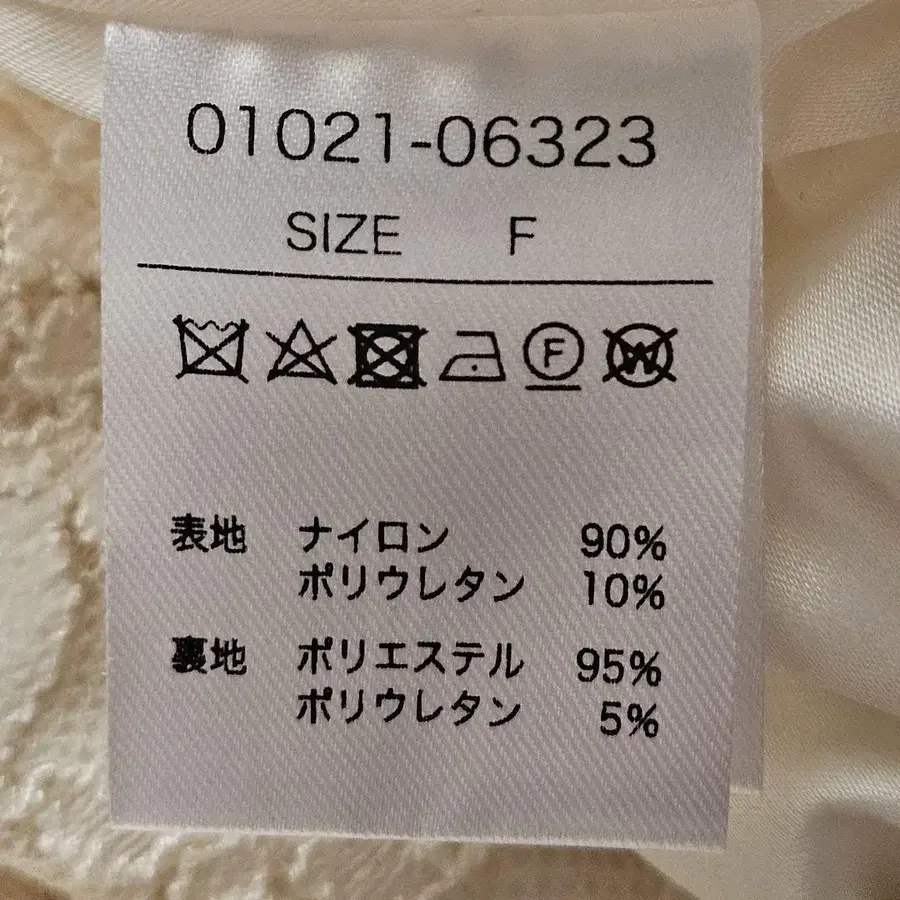 01021-06323
SIZE F
F W
表地 ナイロン 90%
ポリウレタン 10%
裏地 ポリエステル 95%
ポリウレタン 5%